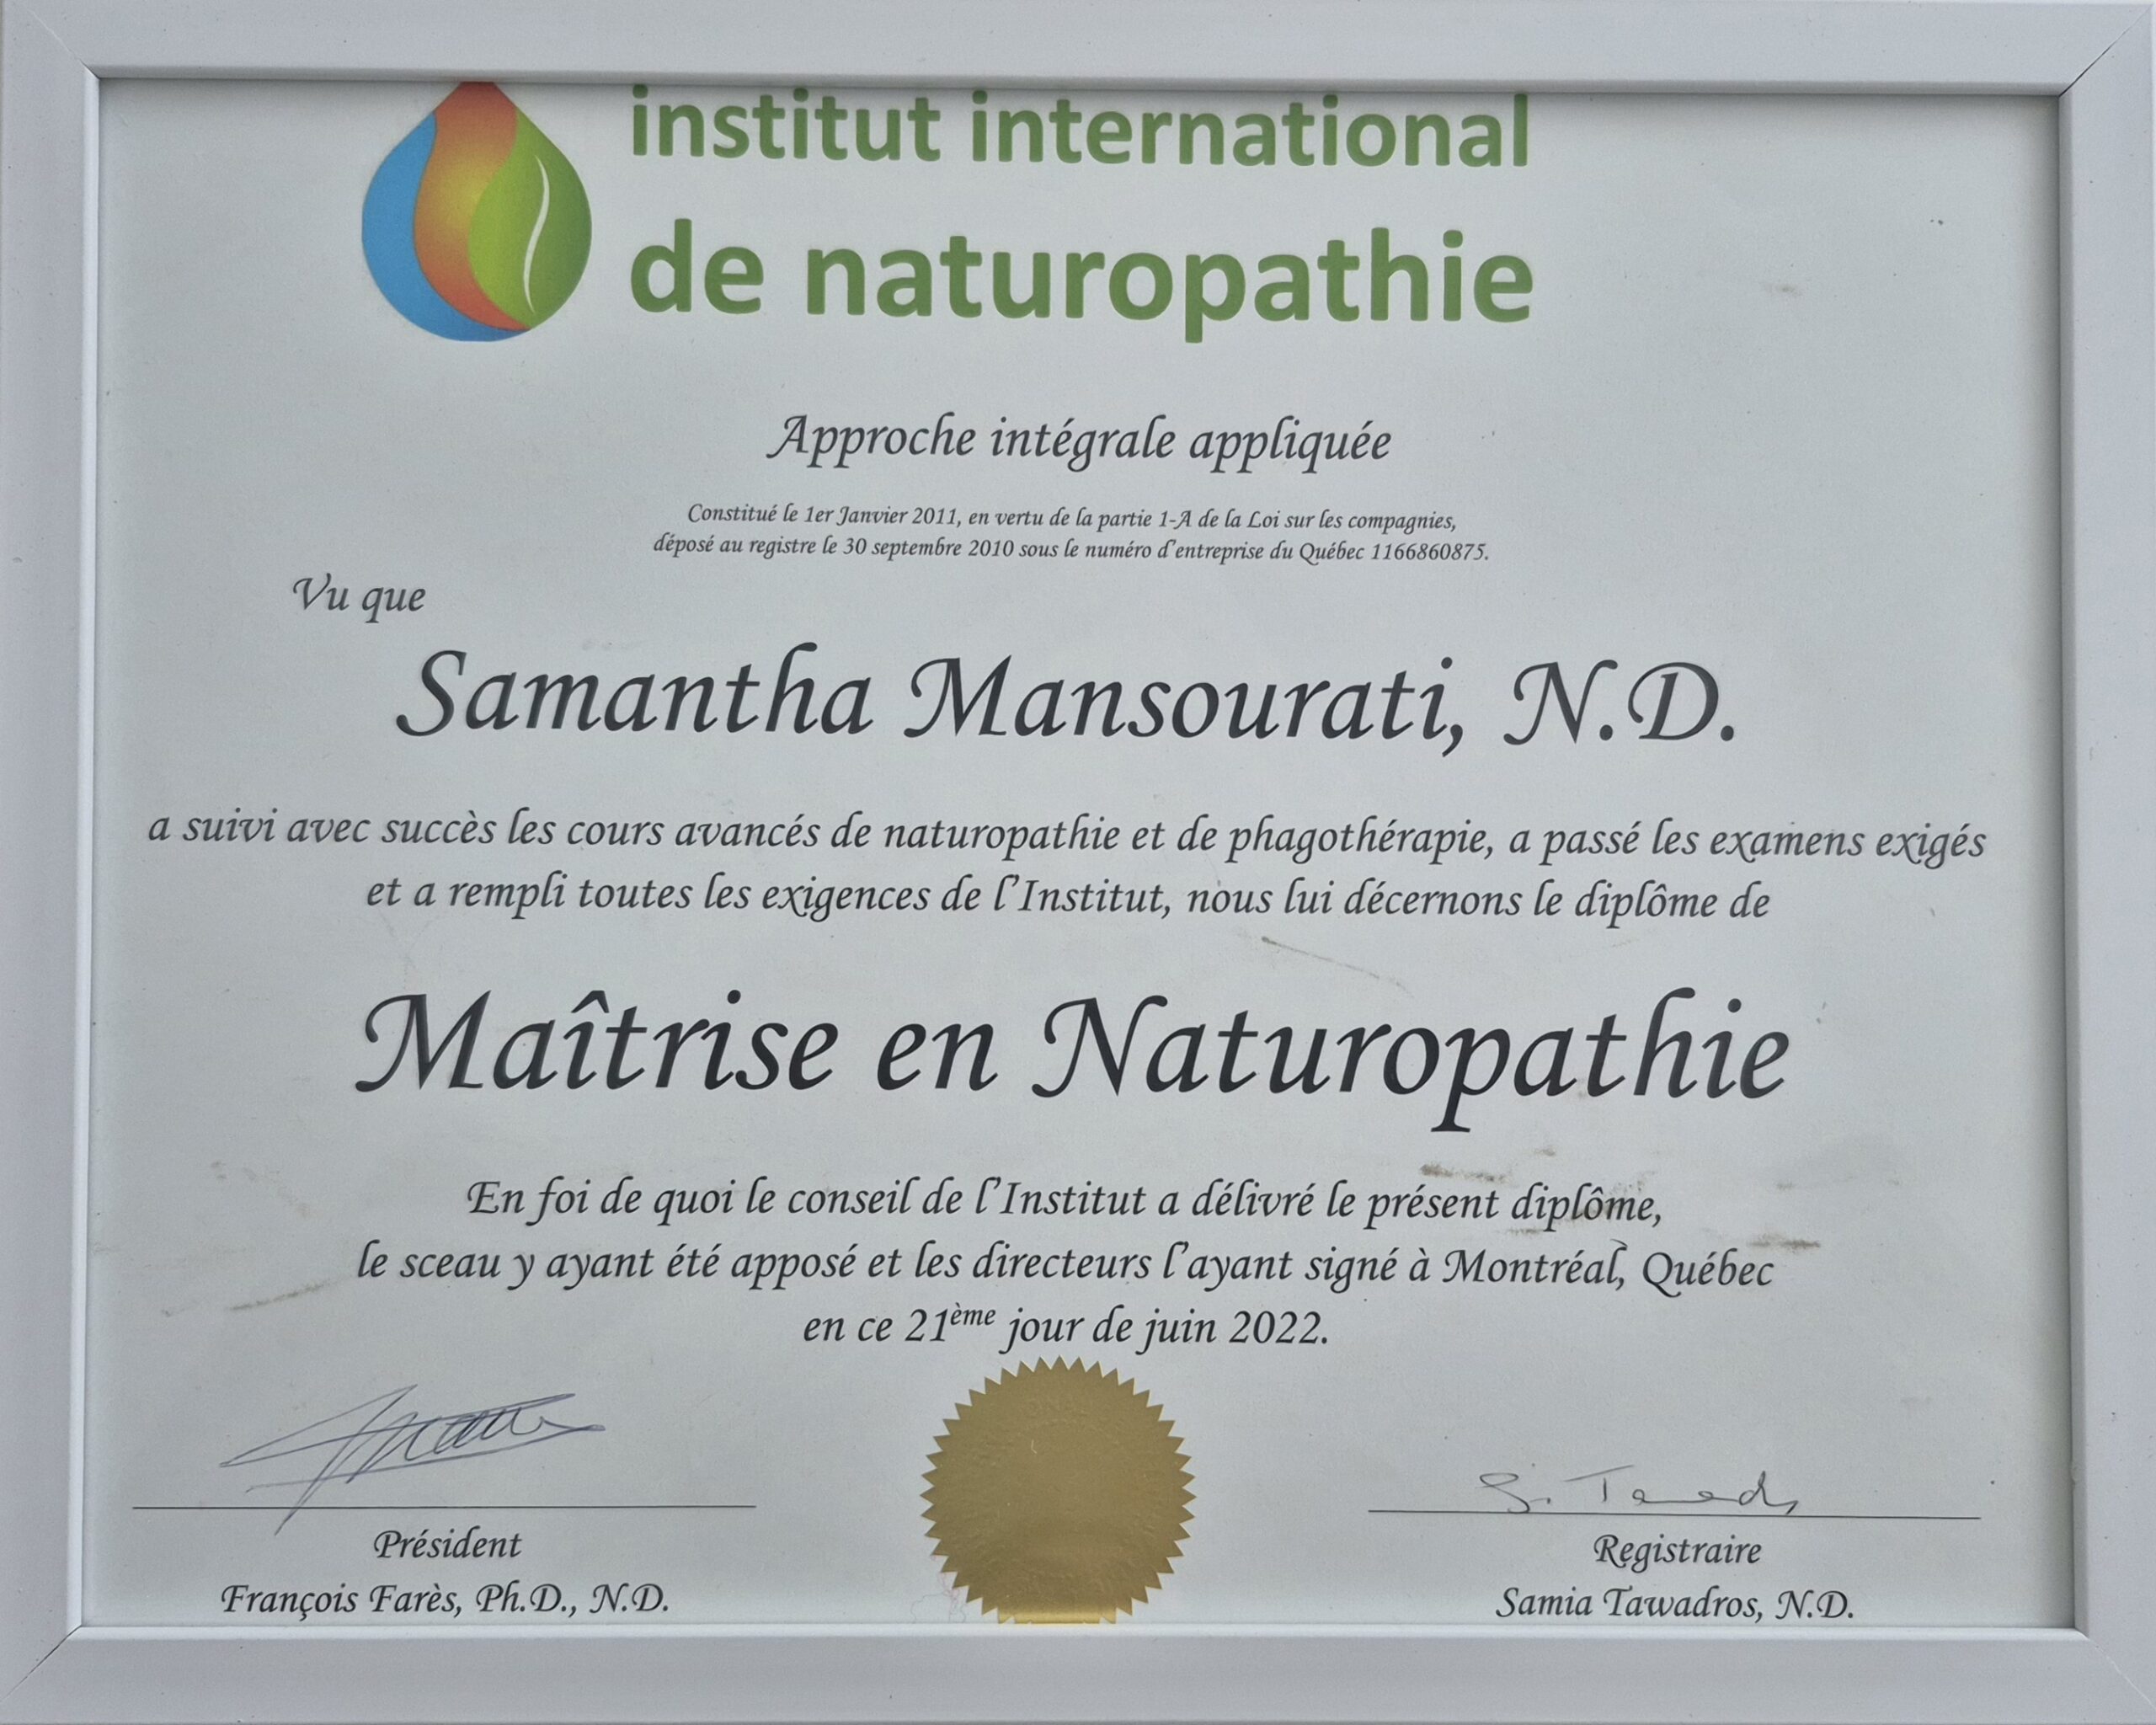 institut international
de naturopathie
Approche intégrale appliquée
Constitué le 1er Janvier 2011, en vertu de la partie 1-A de la Loi sur les compagnies,
déposé au registre le 30 septembre 2010 sous le numéro d'entreprise du Québec 1166860875.
Vu que
Samantha Mansourati, N.D.
a suivi avec succès les cours avancés de naturopathie et de phagothérapie, a passé les examens exigés
et a rempli toutes les exigences de l'Institut, nous lui décernons le diplôme de
Maîtrise en Naturopathie
En foi de quoi le conseil de l'Institut a délivré le présent diplôme,
le sceau y ayant été apposé et les directeurs l'ayant signé à Montréal, Québec
en ce 21ème jour de juin 2022.
Président
François Farès, Ph.D., N.D.
Registraire
Samia Tawadros, N.D.